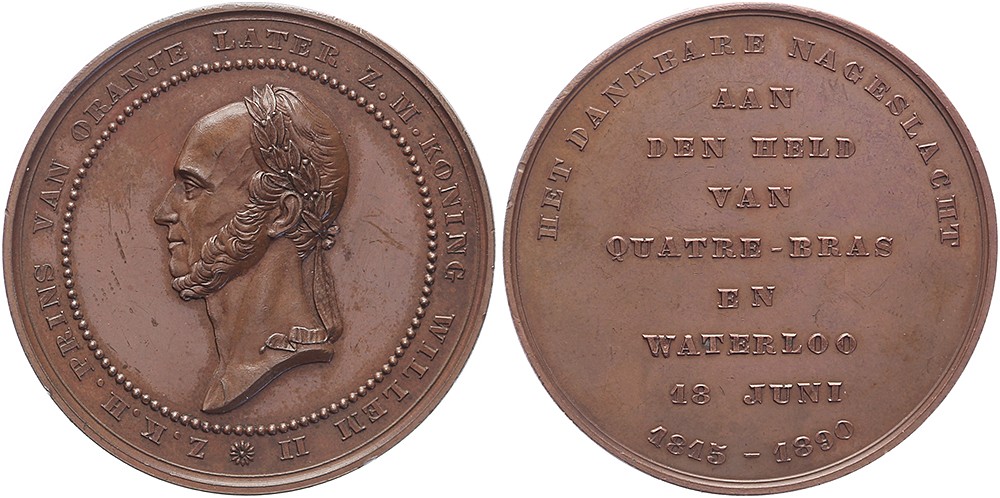 Z. K. H. PRINS VAN ORANJE LATER Z. M. KONING WILLEM II
HET DANKBARE NAGESLACHT
AAN
DEN HELD
VAN
QUATRE-BRAS
EN
WATERLOO
18 JUNI
1815 - 1890